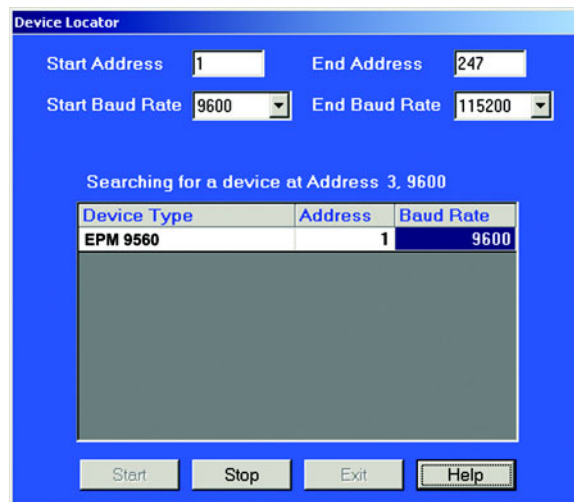 Device Locator
Start Address 1 End Address 247
Start Baud Rate 9600 End Baud Rate 115200
Searching for a device at Address 3, 9600
Device Type Address Baud Rate
EPM 9560 1 9600
Start Stop Exit Help